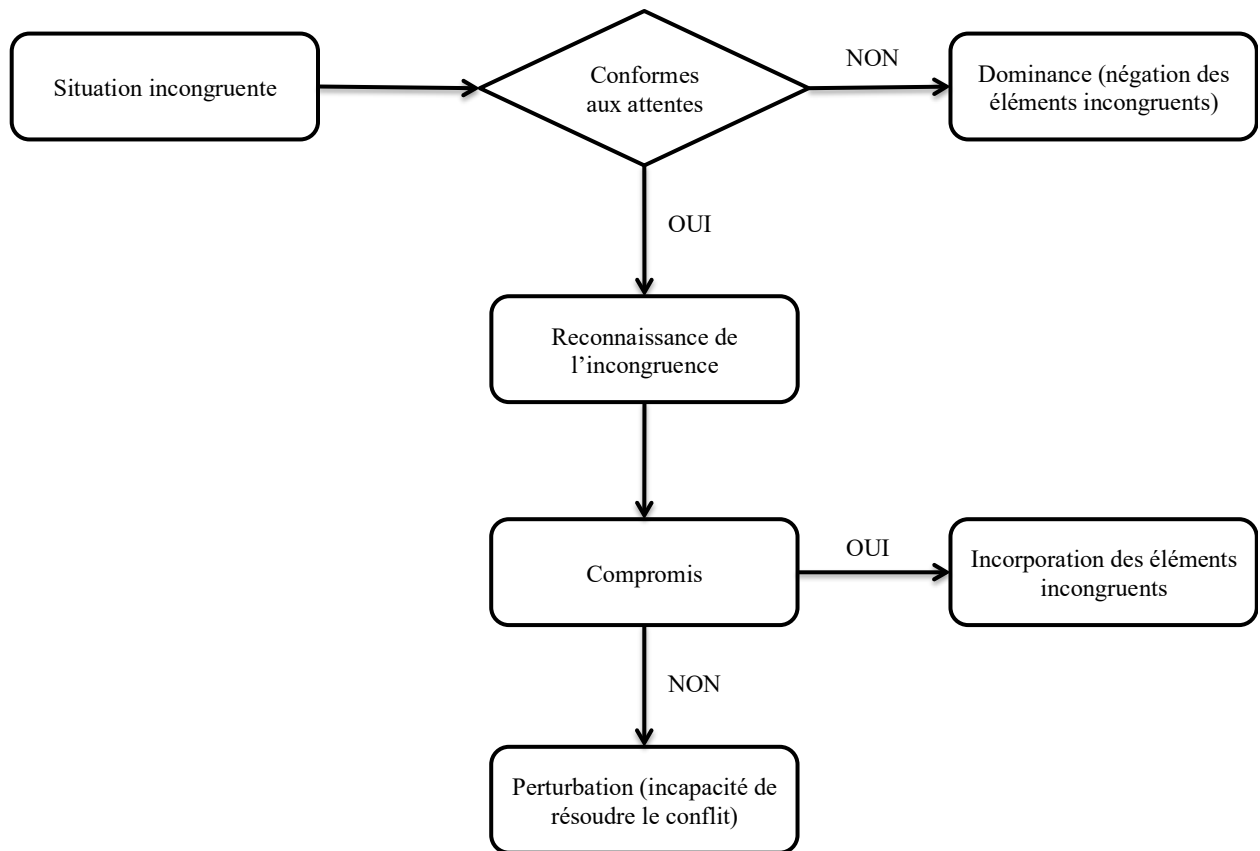 Situation incongruente
Conformes
aux attentes
NON
Dominance (négation des
éléments incongruents)
OUI
Reconnaissance de
l’incongruence
Compromis
OUI
Incorporation des éléments
incongruents
NON
Perturbation (incapacité de
résoudre le conflit)